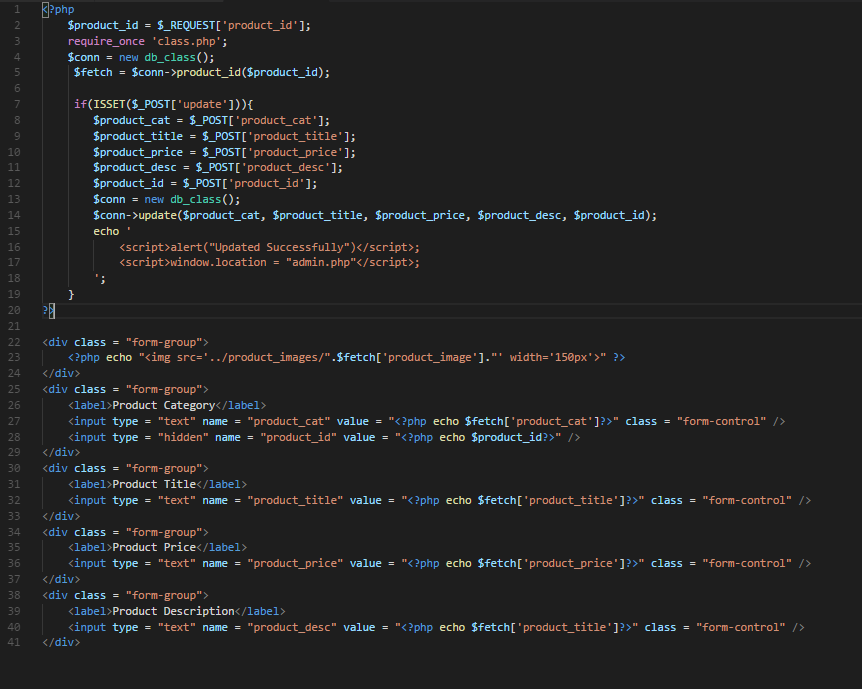 1 <?php
2 $product_id = $_REQUEST['product_id'];
3 require_once 'class.php';
4 $conn = new db_class();
5 $fetch = $conn->product_id($product_id);
6
7 if(ISSET($_POST['update'])){
8 $product_cat = $_POST['product_cat'];
9 $product_title = $_POST['product_title'];
10 $product_price = $_POST['product_price'];
11 $product_desc = $_POST['product_desc'];
12 $product_id = $_POST['product_id'];
13 $conn = new db_class();
14 $conn->update($product_cat, $product_title, $product_price, $product_desc, $product_id);
15 echo '
16 <script>alert("Updated Successfully")</script>;
17 <script>window.location = "admin.php"</script>;
18 ';
19 }
20 ?>
21
22 <div class = "form-group">
23 <?php echo "<img src='../product_images/".$fetch['product_image']."' width='150px'>" ?>
24 </div>
25 <div class = "form-group">
26 <label>Product Category</label>
27 <input type = "text" name = "product_cat" value = "<?php echo $fetch['product_cat']?>" class = "form-control" />
28 <input type = "hidden" name = "product_id" value = "<?php echo $product_id?>" />
29 </div>
30 <div class = "form-group">
31 <label>Product Title</label>
32 <input type = "text" name = "product_title" value = "<?php echo $fetch['product_title']?>" class = "form-control" />
33 </div>
34 <div class = "form-group">
35 <label>Product Price</label>
36 <input type = "text" name = "product_price" value = "<?php echo $fetch['product_price']?>" class = "form-control" />
37 </div>
38 <div class = "form-group">
39 <label>Product Description</label>
40 <input type = "text" name = "product_desc" value = "<?php echo $fetch['product_title']?>" class = "form-control" />
41 </div>